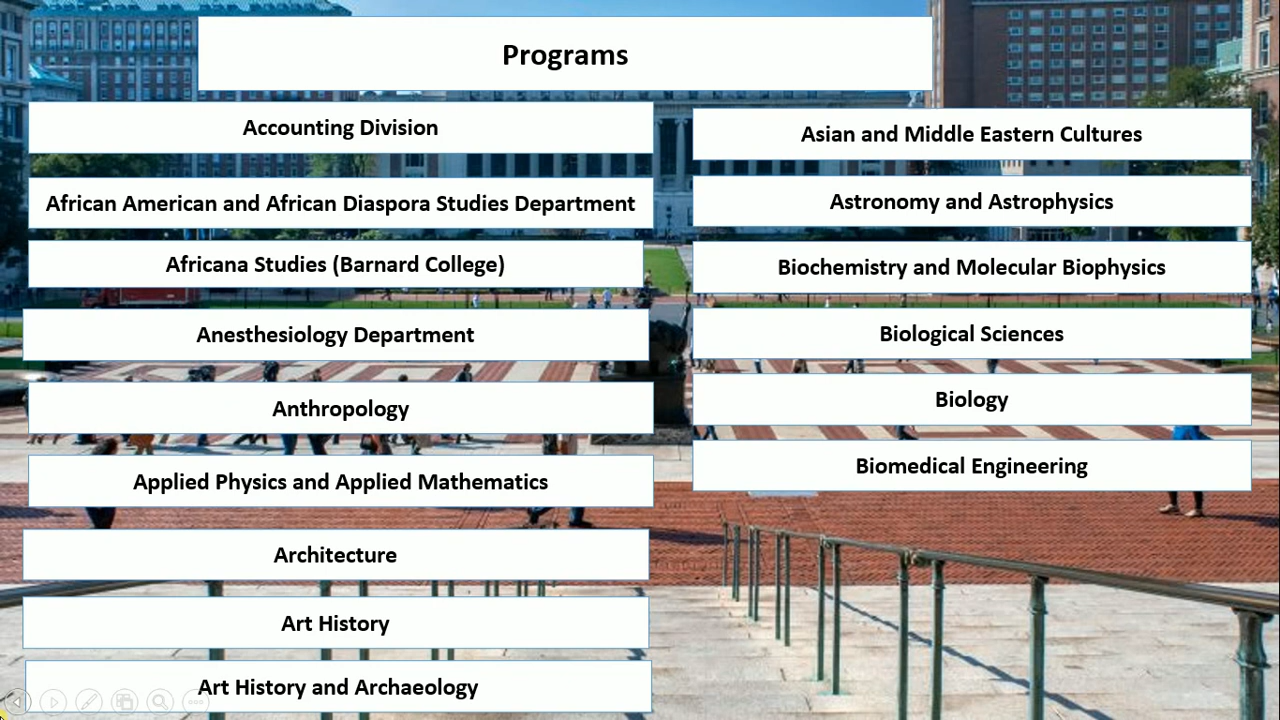 Programs
Accounting Division
African American and African Diaspora Studies Department
Africana Studies (Barnard College)
Anesthesiology Department
Anthropology
Applied Physics and Applied Mathematics
Architecture
Art History
Art History and Archaeology
Asian and Middle Eastern Cultures
Astronomy and Astrophysics
Biochemistry and Molecular Biophysics
Biological Sciences
Biology
Biomedical Engineering